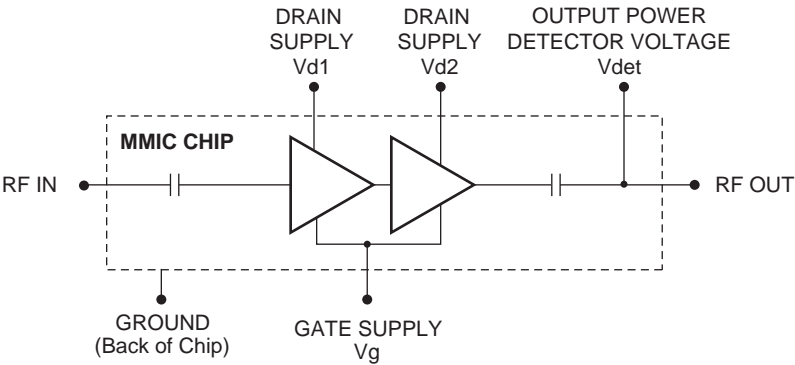 DRAIN
SUPPLY
Vd1
DRAIN
SUPPLY
Vd2
OUTPUT POWER
DETECTOR VOLTAGE
Vdet
MMIC CHIP
RF IN
RF OUT
GROUND
(Back of Chip)
GATE SUPPLY
Vg